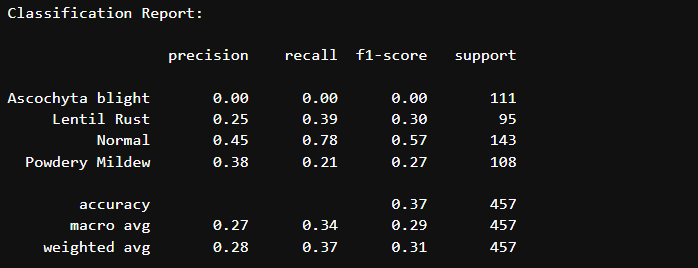 Classification Report:
precision recall f1-score support
Ascochyta blight 0.00 0.00 0.00 111
Lentil Rust 0.25 0.39 0.30 95
Normal 0.45 0.78 0.57 143
Powdery Mildew 0.38 0.21 0.27 108
accuracy 0.37 457
macro avg 0.27 0.34 0.29 457
weighted avg 0.28 0.37 0.31 457